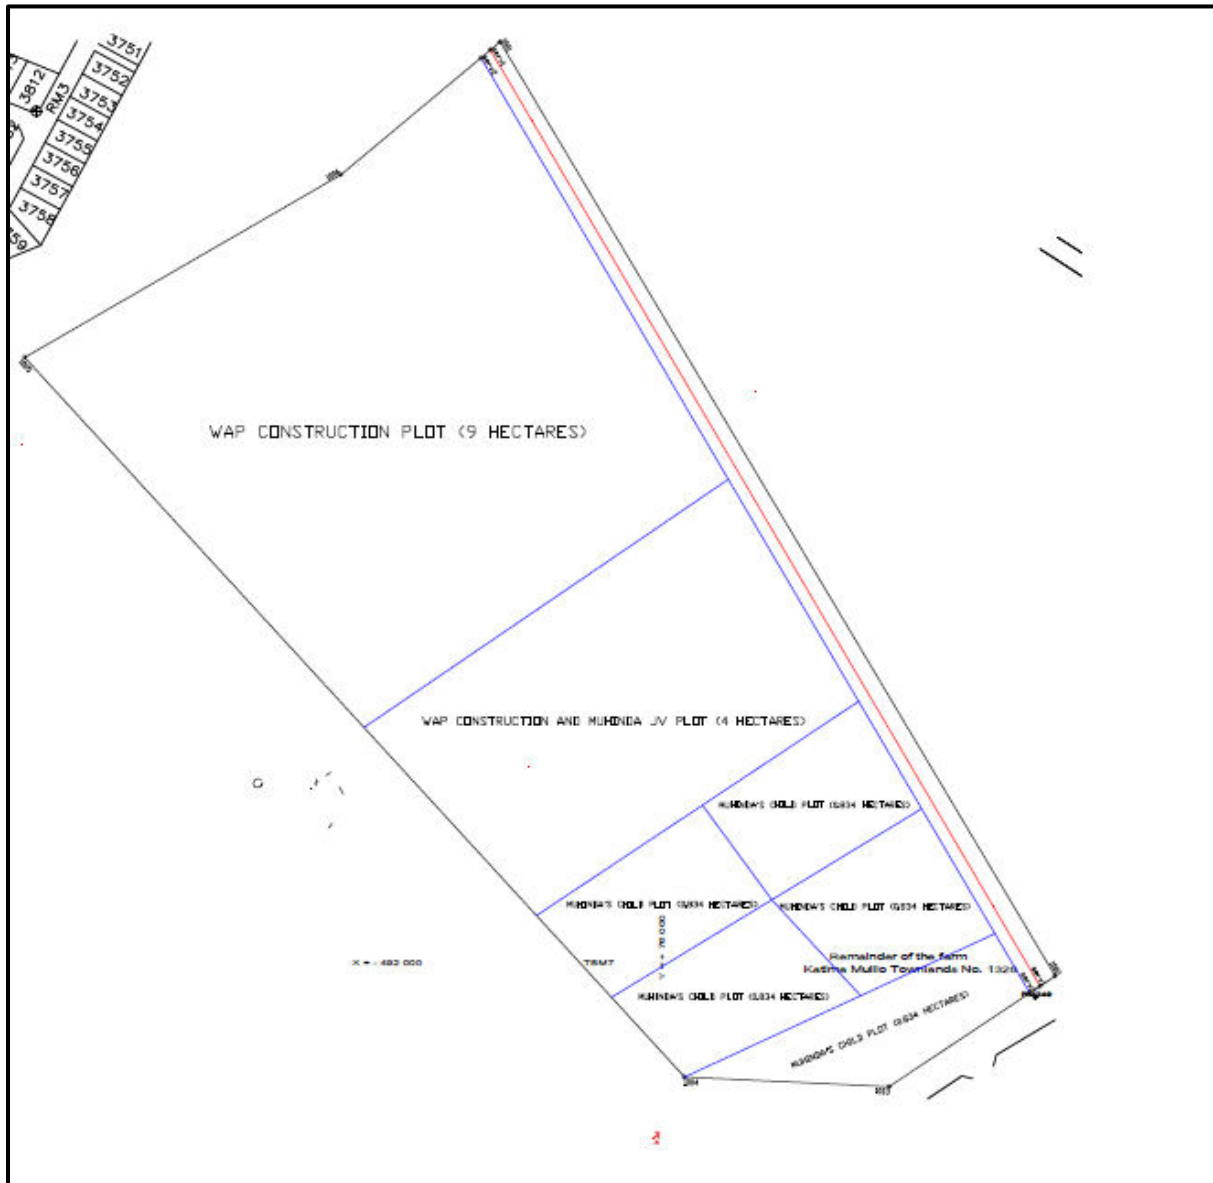 3751
3752
3812
3753
RM3
3754
3755
3756
3757
3758
WAP CONSTRUCTION PLOT (9 HECTARES)
WAP CONSTRUCTION AND MUHINDA JV PLOT (4 HECTARES)
MUHINDA'S CHILD PLOT (0,834 HECTARES)
MUHINDA'S CHILD PLOT (0,834 HECTARES)
MUHINDA'S CHILD PLOT (0,834 HECTARES)
Remainder of the farm
X = - 482 000
TSM7
Katima Mulilo Townlands No. 1328
MUHINDA'S CHILD PLOT (0,834 HECTARES)
MUHINDA'S CHILD PLOT (0,834 HECTARES)